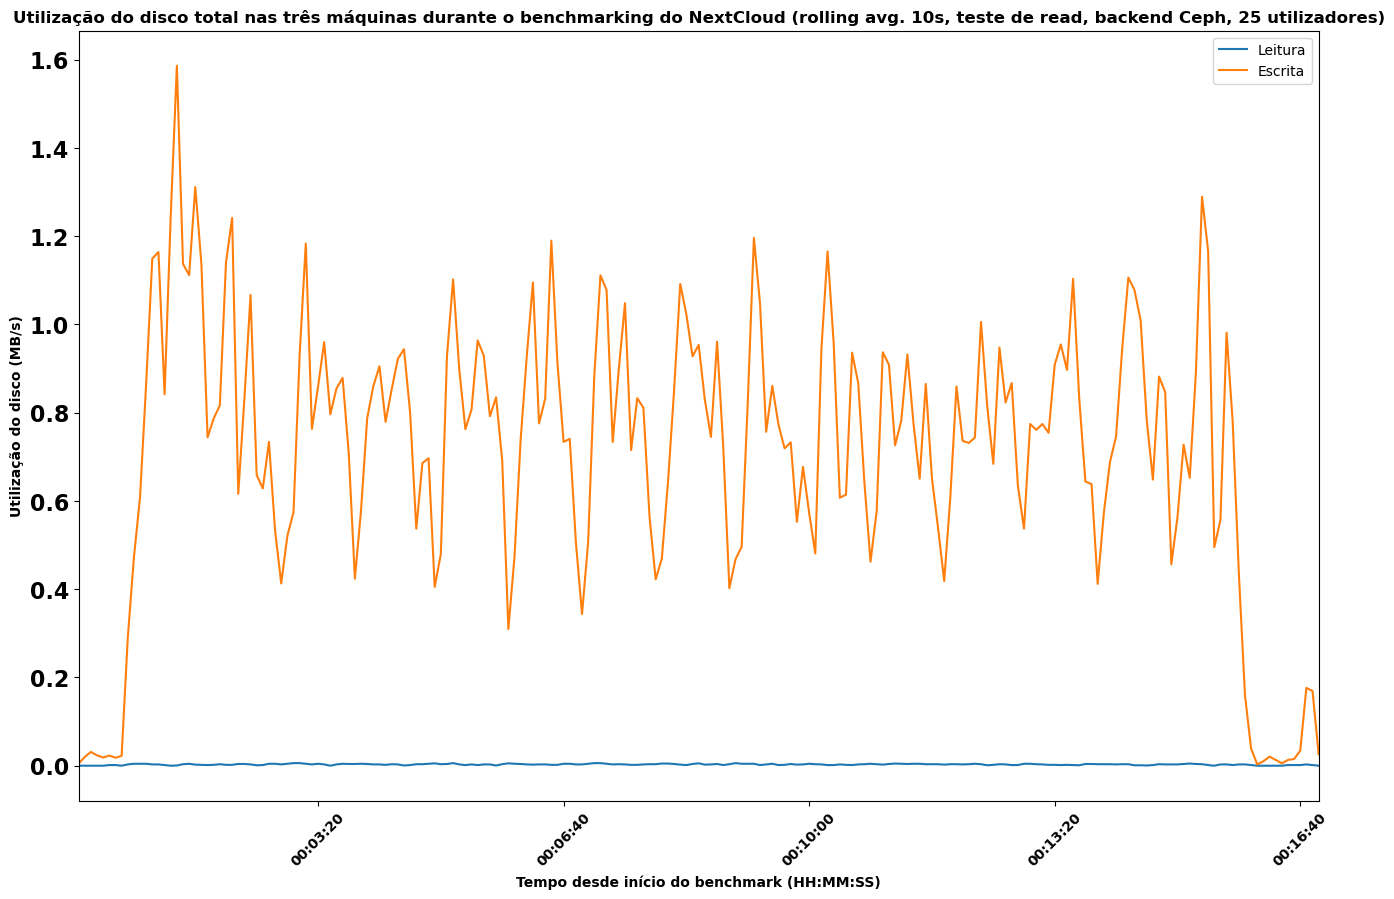 Utilização do disco total nas três máquinas durante o benchmarking do NextCloud (rolling avg. 10s, teste de read, backend Ceph, 25 utilizadores)
Leitura
Escrita
Utilização do disco (MB/s)
1.6
1.4
1.2
1.0
0.8
0.6
0.4
0.2
0.0
00:03:20
00:06:40
00:10:00
00:13:20
00:16:40
Tempo desde início do benchmark (HH:MM:SS)